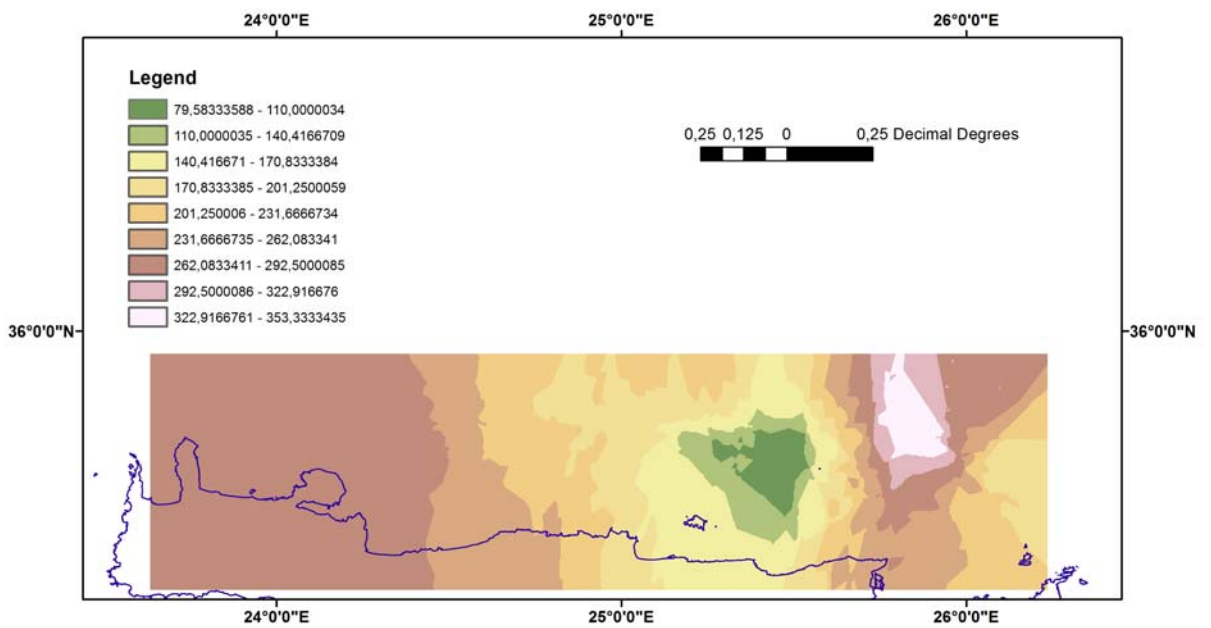 24°0'0"E 25°0'0"E 26°0'0"E
Legend
79,58333588 - 110,0000034
110,0000035 - 140,4166709
140,416671 - 170,8333384
170,8333385 - 201,2500059
201,250006 - 231,6666734
231,6666735 - 262,083341
262,0833411 - 292,5000085
292,5000086 - 322,916676
322,9166761 - 353,3333435
0,25 0,125 0 0,25 Decimal Degrees
36°0'0"N 36°0'0"N
24°0'0"E 25°0'0"E 26°0'0"E